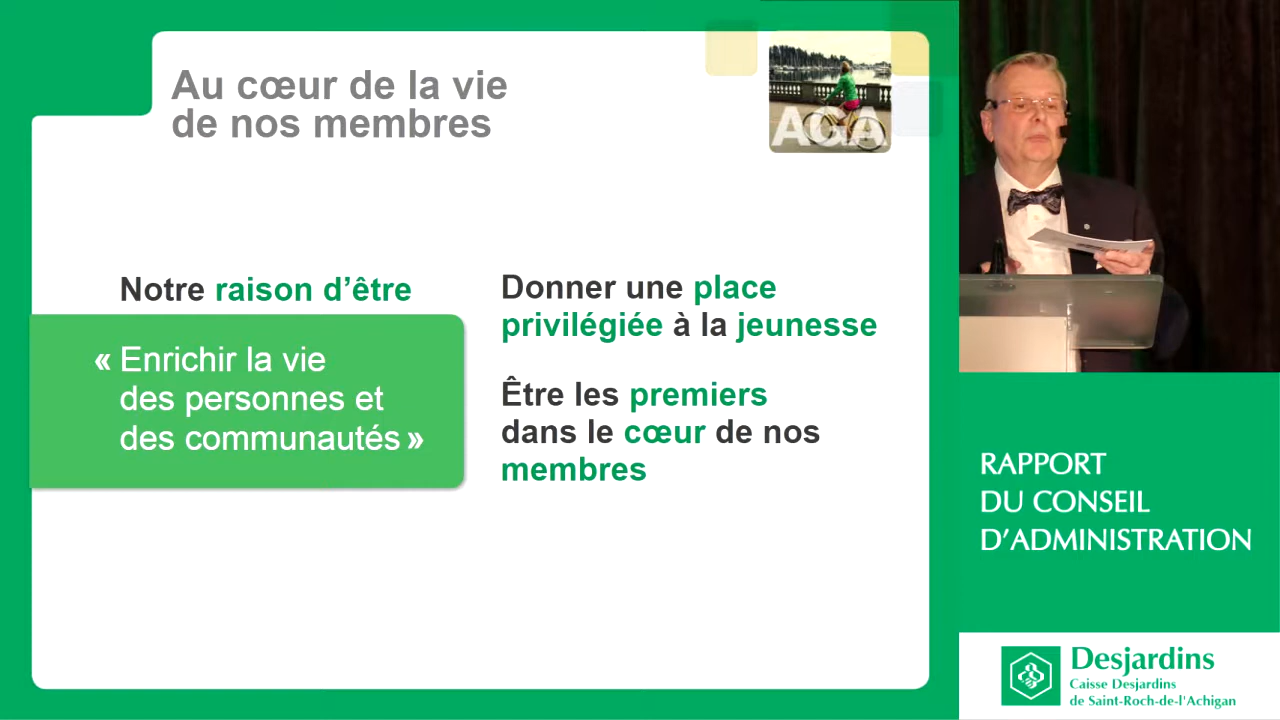 Au cœur de la vie
de nos membres
AGA
Notre raison d’être
« Enrichir la vie
des personnes et
des communautés »
Donner une place
privilégiée à la jeunesse
Être les premiers
dans le cœur de nos
membres
RAPPORT
DU CONSEIL
D’ADMINISTRATION
Desjardins
Caisse Desjardins
de Saint-Roch-de-l'Achigan